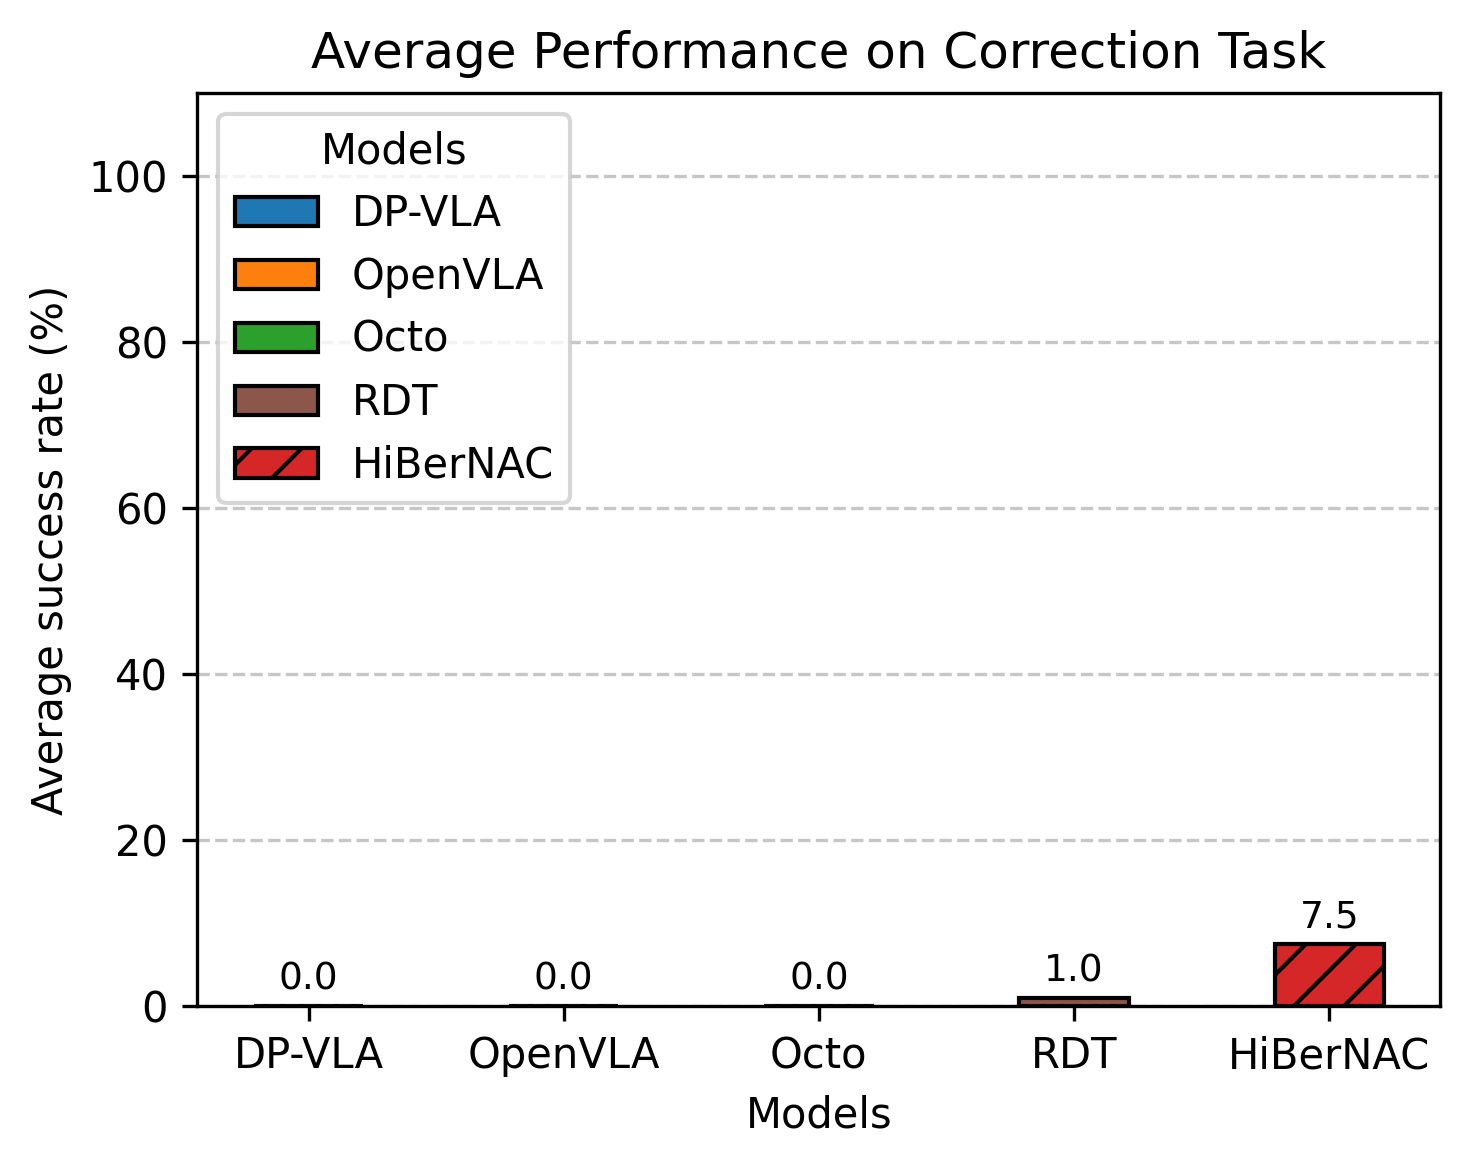 Average Performance on Correction Task
Average success rate (%)
100
80
60
40
20
0
Models
DP-VLA
OpenVLA
Octo
RDT
HiBerNAC
0.0
0.0
0.0
1.0
7.5
DP-VLA
OpenVLA
Octo
RDT
HiBerNAC
Models